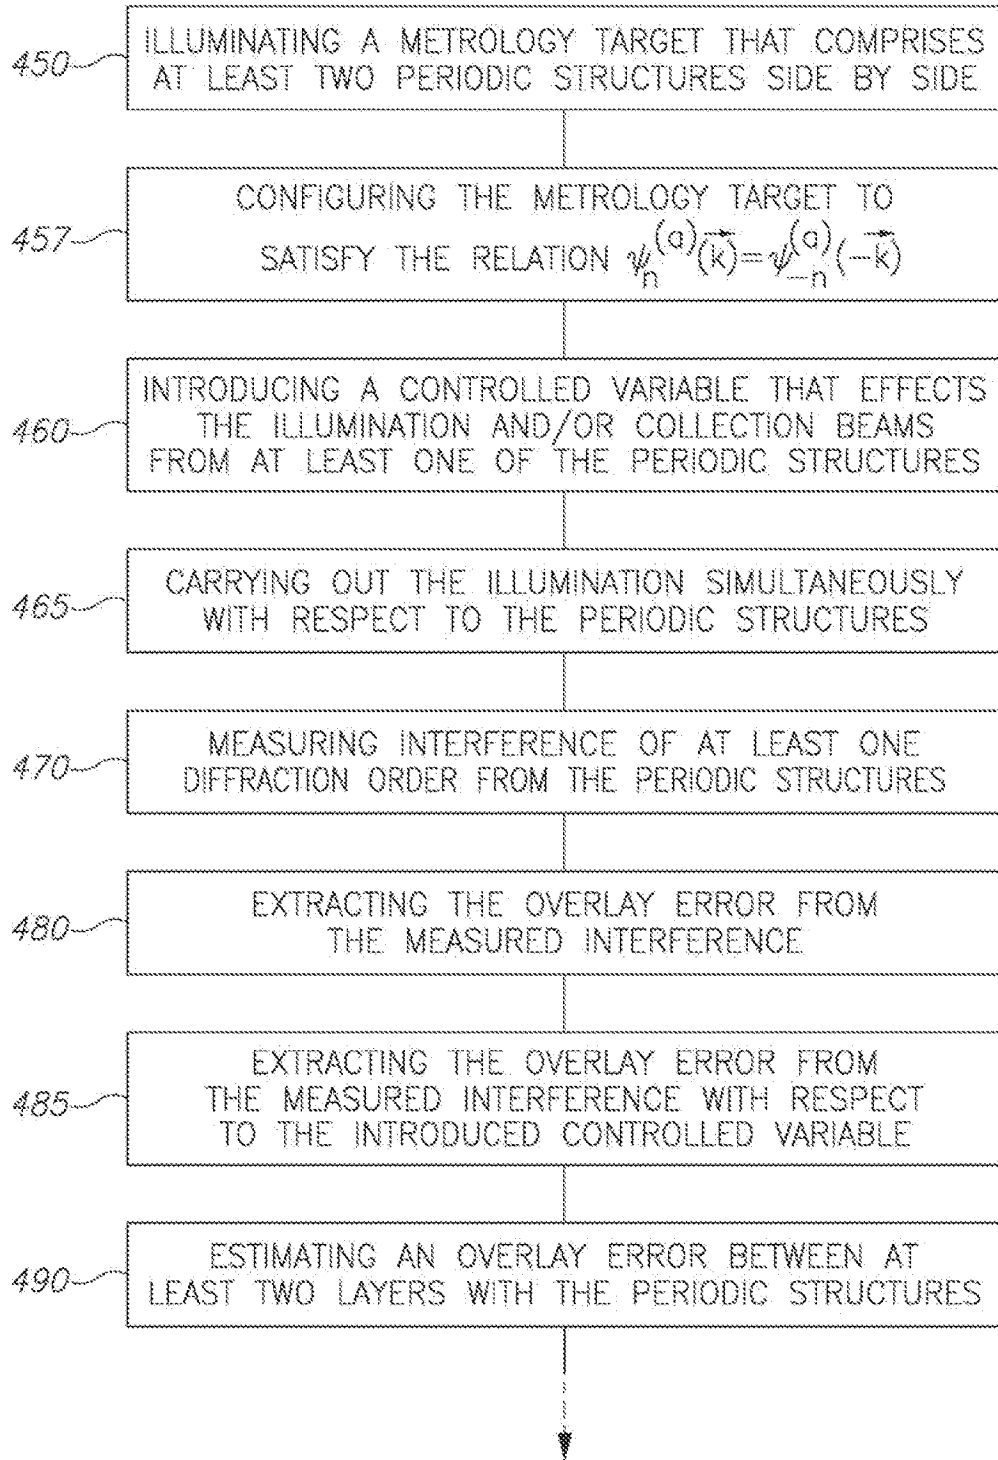 450
ILLUMINATING A METROLOGY TARGET THAT COMPRISES
AT LEAST TWO PERIODIC STRUCTURES SIDE BY SIDE
457
CONFIGURING THE METROLOGY TARGET TO
SATISFY THE RELATION ψₙ⁽ᵃ⁾(k⃗)=ψ₋ₙ⁽ᵃ⁾(-k⃗)
460
INTRODUCING A CONTROLLED VARIABLE THAT EFFECTS
THE ILLUMINATION AND/OR COLLECTION BEAMS
FROM AT LEAST ONE OF THE PERIODIC STRUCTURES
465
CARRYING OUT THE ILLUMINATION SIMULTANEOUSLY
WITH RESPECT TO THE PERIODIC STRUCTURES
470
MEASURING INTERFERENCE OF AT LEAST ONE
DIFFRACTION ORDER FROM THE PERIODIC STRUCTURES
480
EXTRACTING THE OVERLAY ERROR FROM
THE MEASURED INTERFERENCE
485
EXTRACTING THE OVERLAY ERROR FROM
THE MEASURED INTERFERENCE WITH RESPECT
TO THE INTRODUCED CONTROLLED VARIABLE
490
ESTIMATING AN OVERLAY ERROR BETWEEN AT
LEAST TWO LAYERS WITH THE PERIODIC STRUCTURES